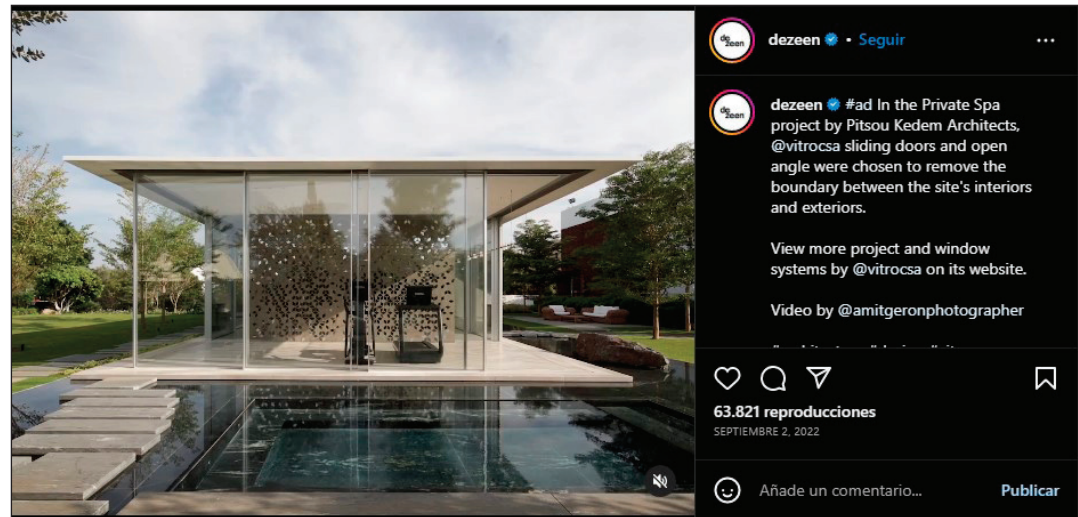 dezeen
dezeen • Seguir
dezeen
dezeen #ad In the Private Spa
project by Pitsou Kedem Architects,
@vitrocsa sliding doors and open
angle were chosen to remove the
boundary between the site's interiors
and exteriors.
View more project and window
systems by @vitrocsa on its website.
Video by @amitgeronphotographer
63.821 reproducciones
SEPTIEMBRE 2, 2022
Añade un comentario...
Publicar